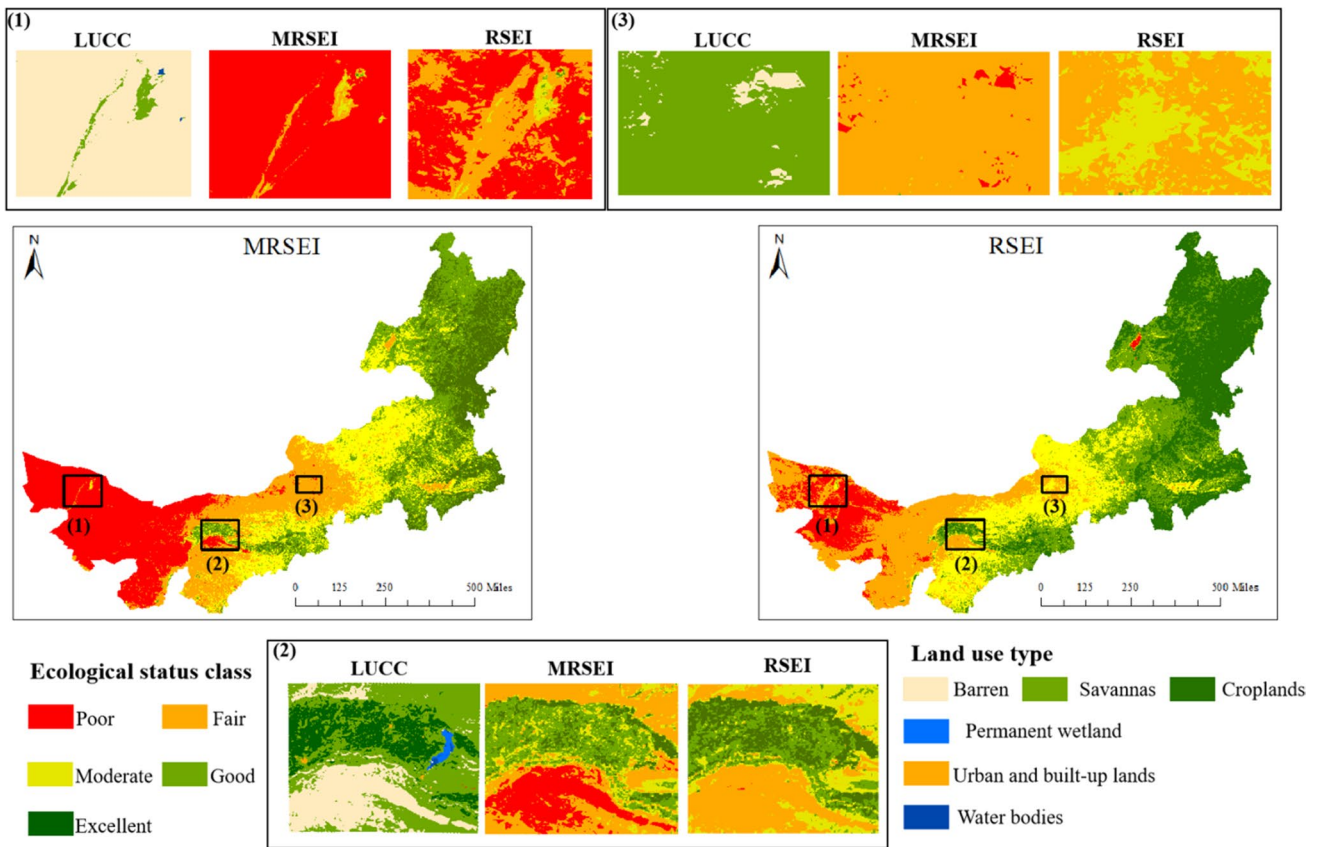 (1)
LUCC MRSEI RSEI
(3)
LUCC MRSEI RSEI
N
MRSEI
(1)
(2)
(3)
0 125 250 500 Miles
N
RSEI
(1)
(2)
(3)
0 125 250 500 Miles
Ecological status class
Poor Fair
Moderate Good
Excellent
(2)
LUCC MRSEI RSEI
Land use type
Barren Savannas Croplands
Permanent wetland
Urban and built-up lands
Water bodies